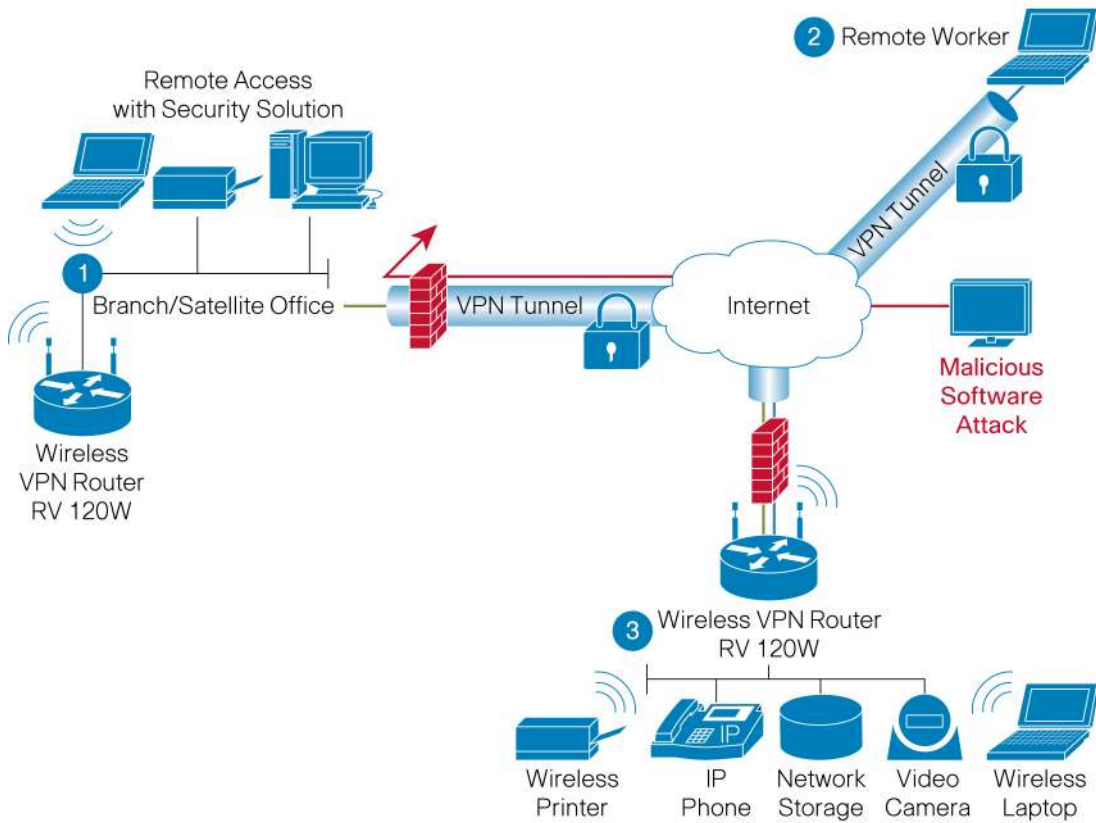 2 Remote Worker
Remote Access
with Security Solution
VPN Tunnel
1
Branch/Satellite Office
VPN Tunnel
Internet
Malicious
Software
Attack
Wireless
VPN Router
RV 120W
3 Wireless VPN Router
RV 120W
IP
Wireless
Printer
IP
Phone
Network
Storage
Video
Camera
Wireless
Laptop